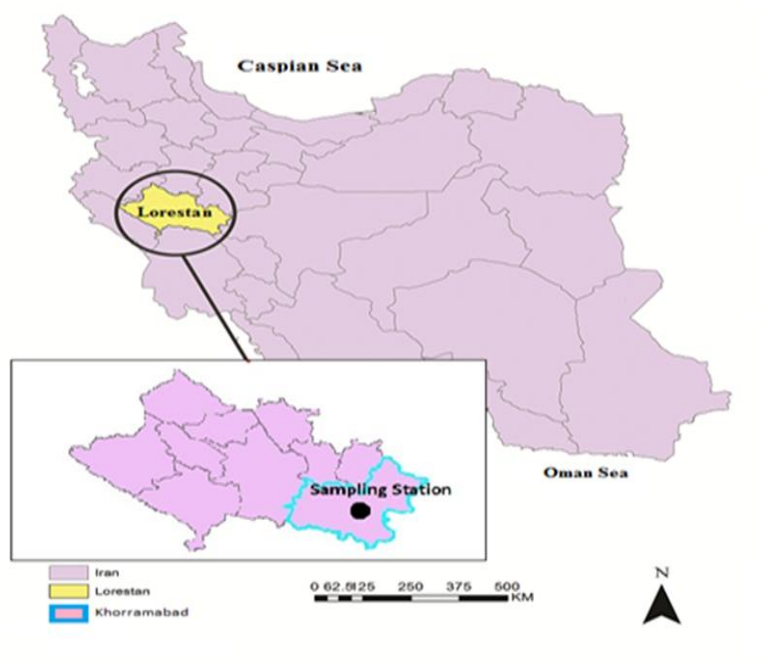 Caspian Sea
Lorestan
Sampling Station
Oman Sea
Iran
Lorestan
Khorramabad
0 62.5125 250 375 500
KM
N